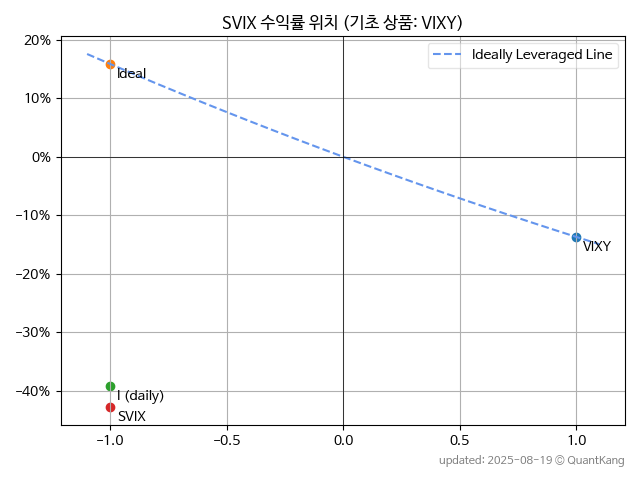 SVIX 수익률 위치 (기초 상품: VIXY)
20%
10%
0%
−10%
−20%
−30%
−40%
Ideally Leveraged Line
Ideal
VIXY
I (daily)
SVIX
−1.0 −0.5 0.0 0.5 1.0
updated: 2025-08-19 © QuantKang